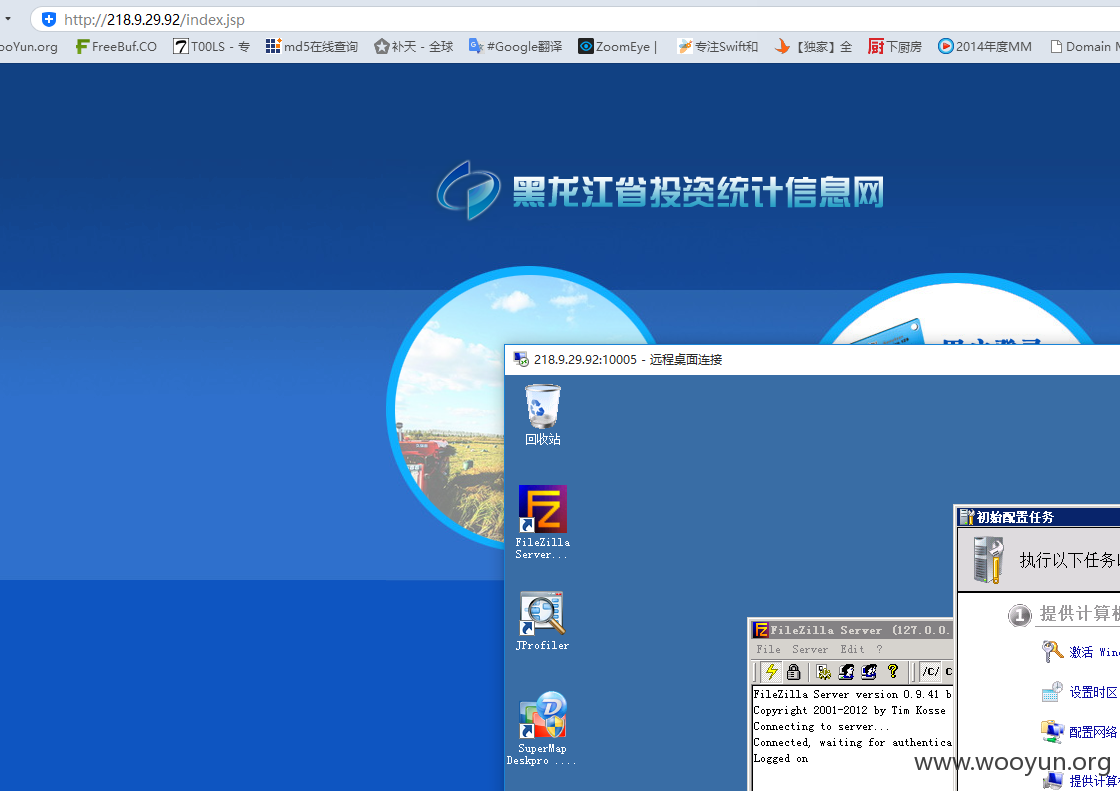 http://218.9.29.92/index.jsp
ooYun.org
FreeBuf.CO
T00LS - 专
md5在线查询
补天 - 全球
#Google翻译
ZoomEye |
专注Swift和
【独家】全
下厨房
2014年度MM
Domain
黑龙江省投资统计信息网
218.9.29.92:10005 - 远程桌面连接
回收站
FileZilla
Server...
JProfiler
SuperMap
Deskpro ....
FileZilla Server (127.0.0.
File Server Edit ?
/C/ C
FileZilla Server version 0.9.41 b
Copyright 2001-2012 by Tim Kosse
Connecting to server...
Connected, waiting for authentica
Logged on
初始配置任务
执行以下任务
1 提供计算机
激活 Win
设置时区
配置网络
提供计算
www.wooyun.org